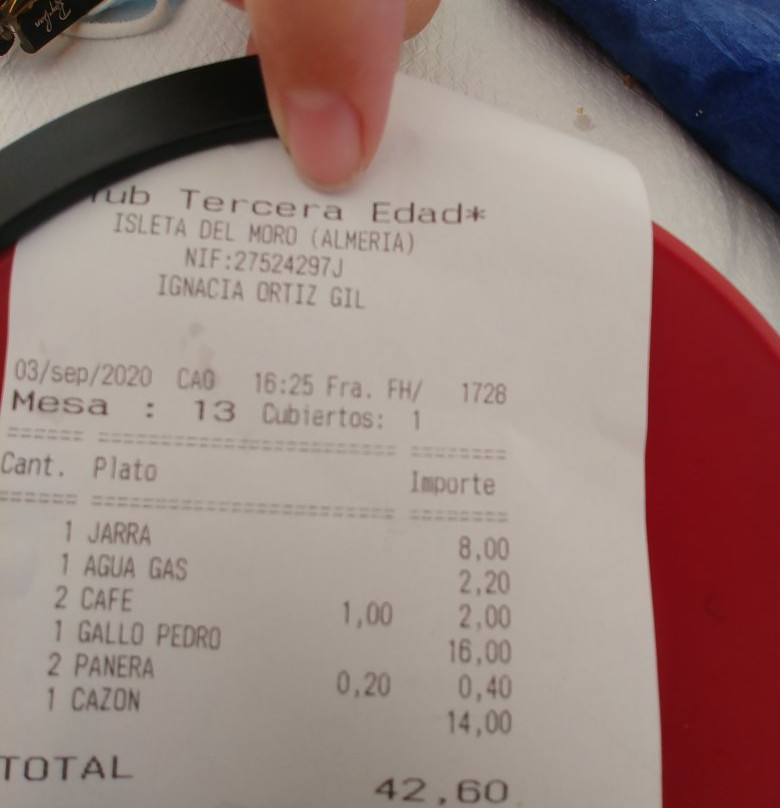 Tercera Edad*
ISLETA DEL MORO (ALMERIA)
NIF:27524297J
IGNACIA ORTIZ GIL
03/sep/2020 CAO 16:25 Fra. FH/ 1728
Mesa : 13 Cubiertos: 1
Cant. Plato Importe
1 JARRA 8,00
1 AGUA GAS 2,20
2 CAFE 1,00 2,00
1 GALLO PEDRO 16,00
2 PANERA 0,20 0,40
1 CAZON 14,00
TOTAL 42,60